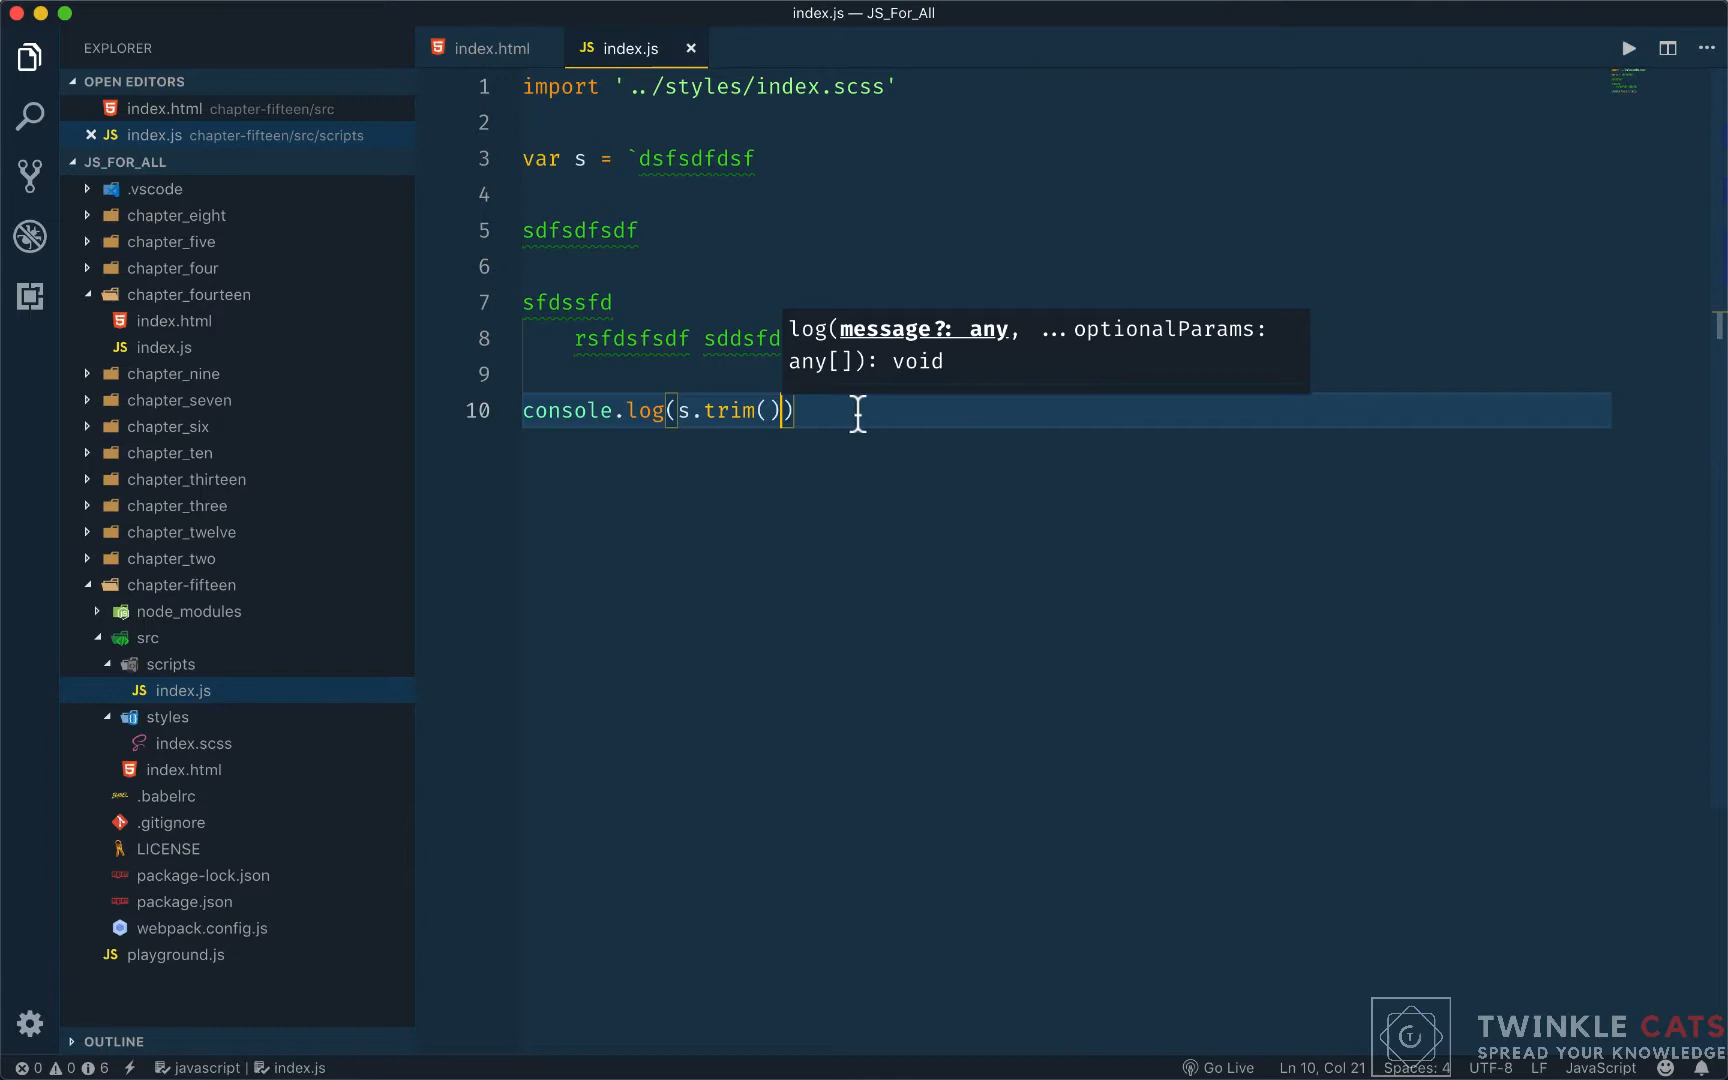 index.js — JS_For_All
EXPLORER
OPEN EDITORS
index.html chapter-fifteen/src
index.js chapter-fifteen/src/scripts
JS_FOR_ALL
.vscode
chapter_eight
chapter_five
chapter_four
chapter_fourteen
index.html
JS index.js
chapter_nine
chapter_seven
chapter_six
chapter_ten
chapter_thirteen
chapter_three
chapter_twelve
chapter_two
chapter-fifteen
node_modules
src
scripts
JS index.js
styles
index.scss
index.html
.babelrc
.gitignore
LICENSE
package-lock.json
package.json
webpack.config.js
JS playground.js
OUTLINE
index.html
JS index.js
1 import '../styles/index.scss'
2
3 var s = `dsfsdfdsf
4
5 sdfsdfsdf
6
7 sfdssfd
8 rsfdsfsdf sddsfd
9
10 console.log(s.trim())
log(message?: any, ...optionalParams:
any[]): void
TWINKLE CATS
SPREAD YOUR KNOWLEDGE
0 0 6 javascript | index.js
Go Live Ln 10, Col 21 Spaces: 4 UTF-8 LF JavaScript